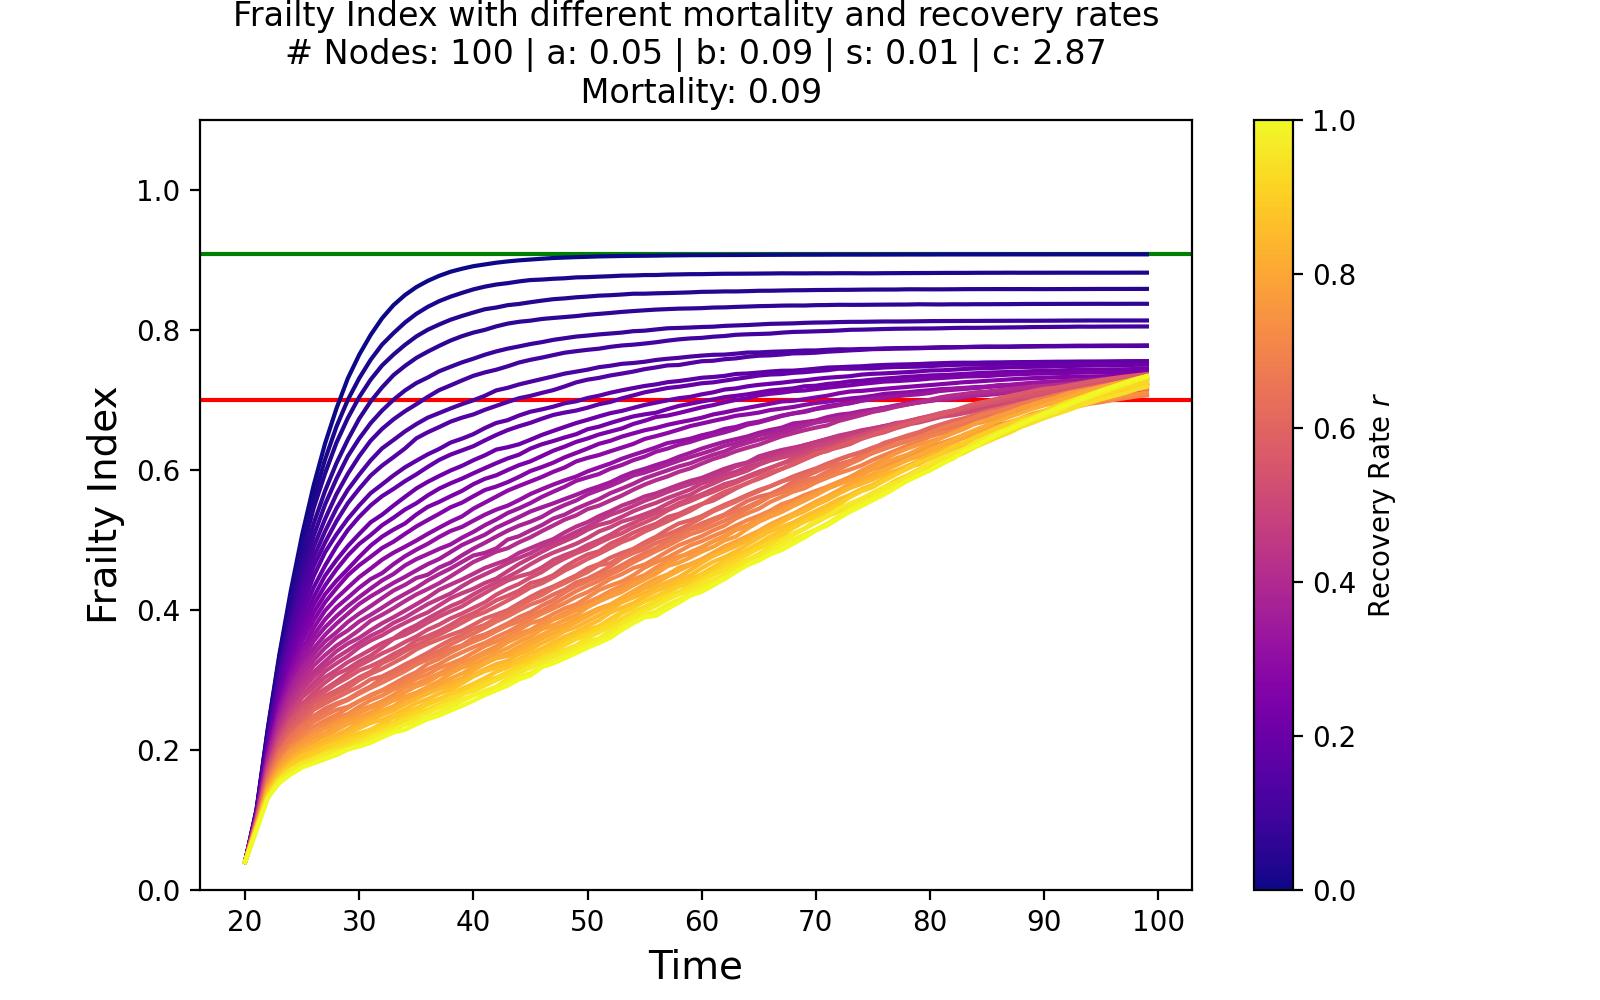 Frailty Index with different mortality and recovery rates
# Nodes: 100 | a: 0.05 | b: 0.09 | s: 0.01 | c: 2.87
Mortality: 0.09
1.0
0.8
0.6
0.4
0.2
0.0
Frailty Index
20 30 40 50 60 70 80 90 100
Time
1.0
0.8
0.6
0.4
0.2
0.0
Recovery Rate r